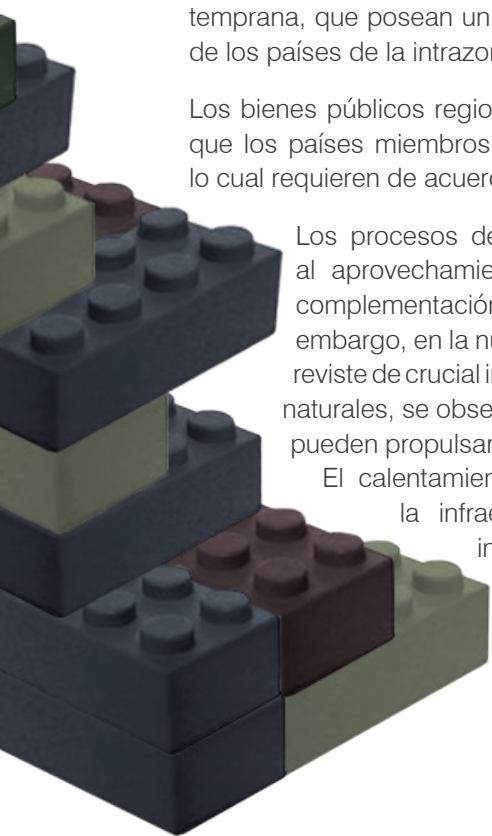 temprana, que posean un
de los países de la intrazo
Los bienes públicos regio
que los países miembros
lo cual requieren de acuer
Los procesos de
al aprovechamie
complementación
embargo, en la nu
reviste de crucial i
naturales, se obse
pueden propulsar
El calentamien
la infrae
in